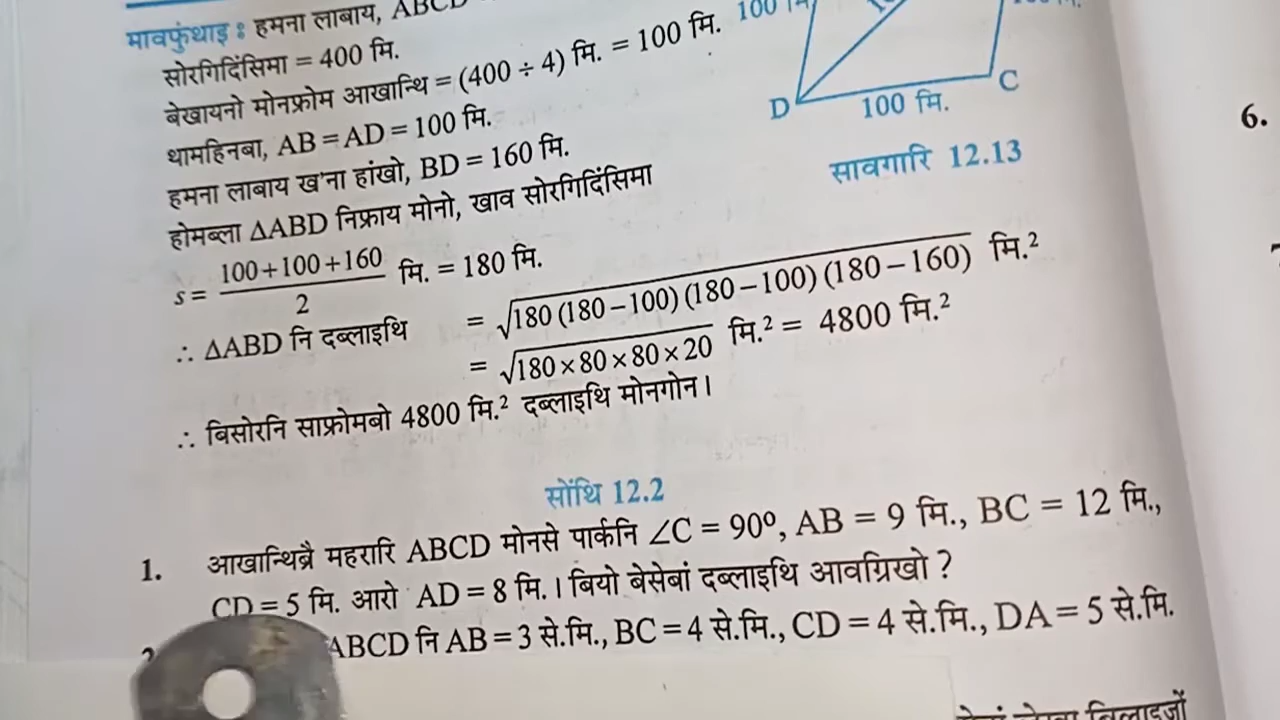 मावफुंथाइ : हमना लाबाय, ABCD
सोरगिदिंसिमा = 400 मि.
बेखायनो मोनफ्रोम आखान्थि = (400 ÷ 4) मि. = 100 मि.
थामहिनबा, AB = AD = 100 मि.
हमना लाबाय ख'ना हांखो, BD = 160 मि.
होमब्ला ΔABD निफ्राय मोनो, खाव सोरगिदिंसिमा
s = (100+100+160)/2 मि. = 180 मि.
∴ ΔABD नि दब्लाइथि = √180 (180 – 100) (180 – 100) (180 – 160) मि.²
= √180 × 80 × 80 × 20 मि.² = 4800 मि.²
∴ बिसोरनि साफ्रोमबो 4800 मि.² दब्लाइथि मोनगोन।
100 मि
D
C
100 मि.
सावगारि 12.13
सोंथि 12.2
1. आखान्थिब्रै महरारि ABCD मोनसे पार्कनि ∠C = 90º, AB = 9 मि., BC = 12 मि.,
CD = 5 मि. आरो AD = 8 मि.। बियो बेसेबां दब्लाइथि आवग्रिखो ?
ABCD नि AB = 3 से.मि., BC = 4 से.मि., CD = 4 से.मि., DA = 5 से.मि.
6.